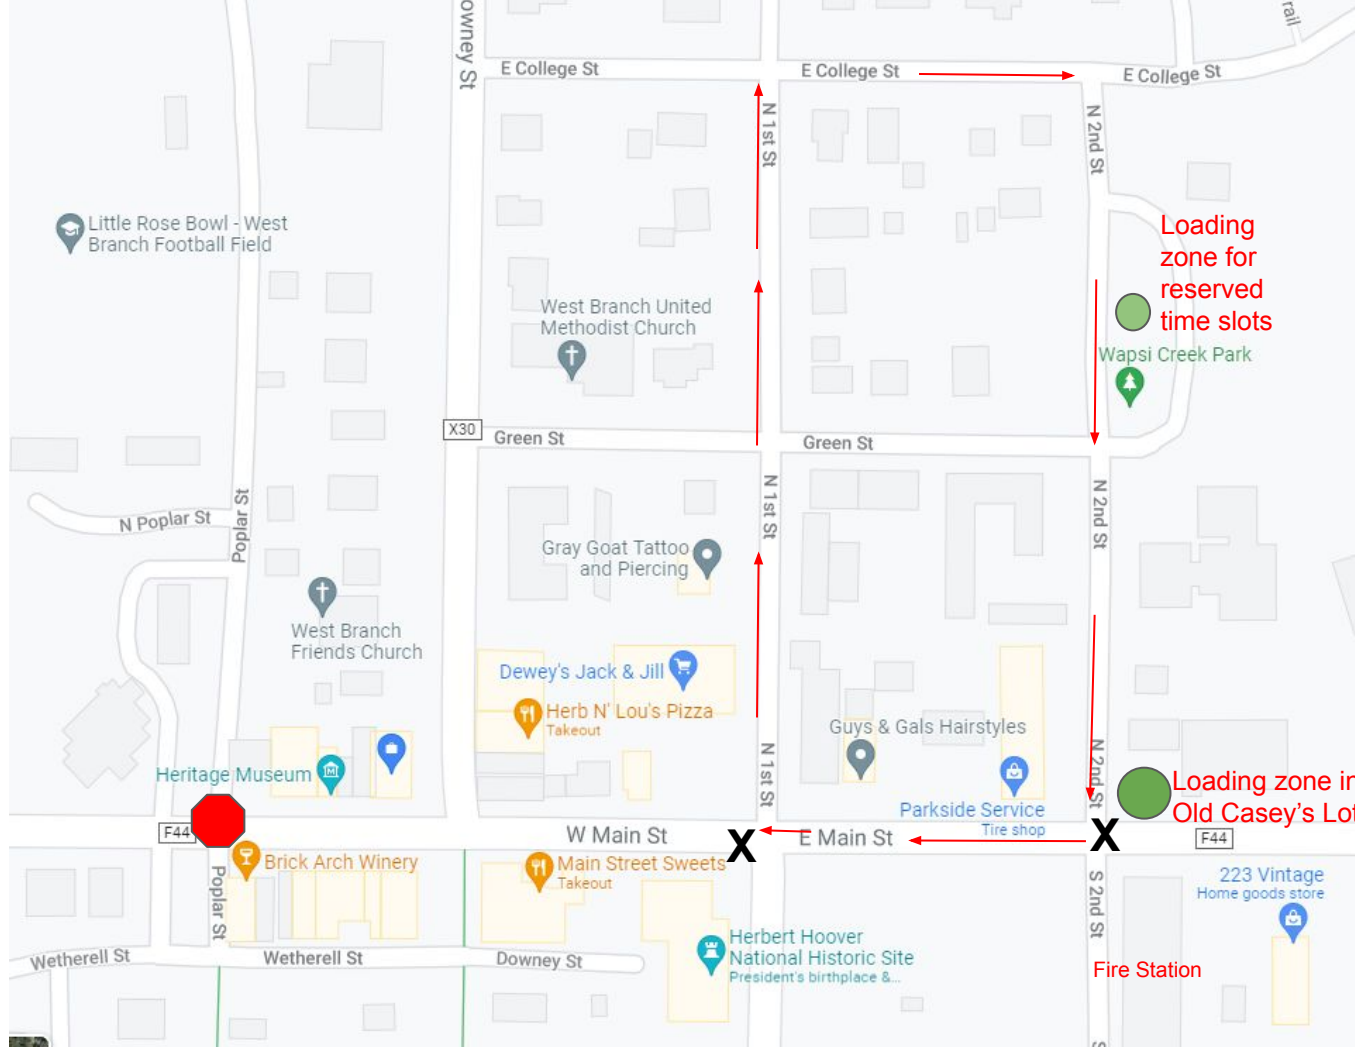 owney St
rail
E College St
E College St
E College St
N 1st St
N 2nd St
Little Rose Bowl - West
Branch Football Field
Loading
zone for
reserved
time slots
West Branch United
Methodist Church
Wapsi Creek Park
X30
Green St
Green St
N Poplar St
Poplar St
N 1st St
N 2nd St
Gray Goat Tattoo
and Piercing
West Branch
Friends Church
Dewey's Jack & Jill
Herb N' Lou's Pizza
Takeout
Guys & Gals Hairstyles
N 1st St
N 2nd St
Heritage Museum
Parkside Service
Tire shop
Loading zone in
Old Casey's Lot
F44
W Main St
X
E Main St
X
F44
Brick Arch Winery
Main Street Sweets
Takeout
Poplar St
S 2nd St
223 Vintage
Home goods store
Herbert Hoover
National Historic Site
President's birthplace &...
Wetherell St
Wetherell St
Downey St
Fire Station
S